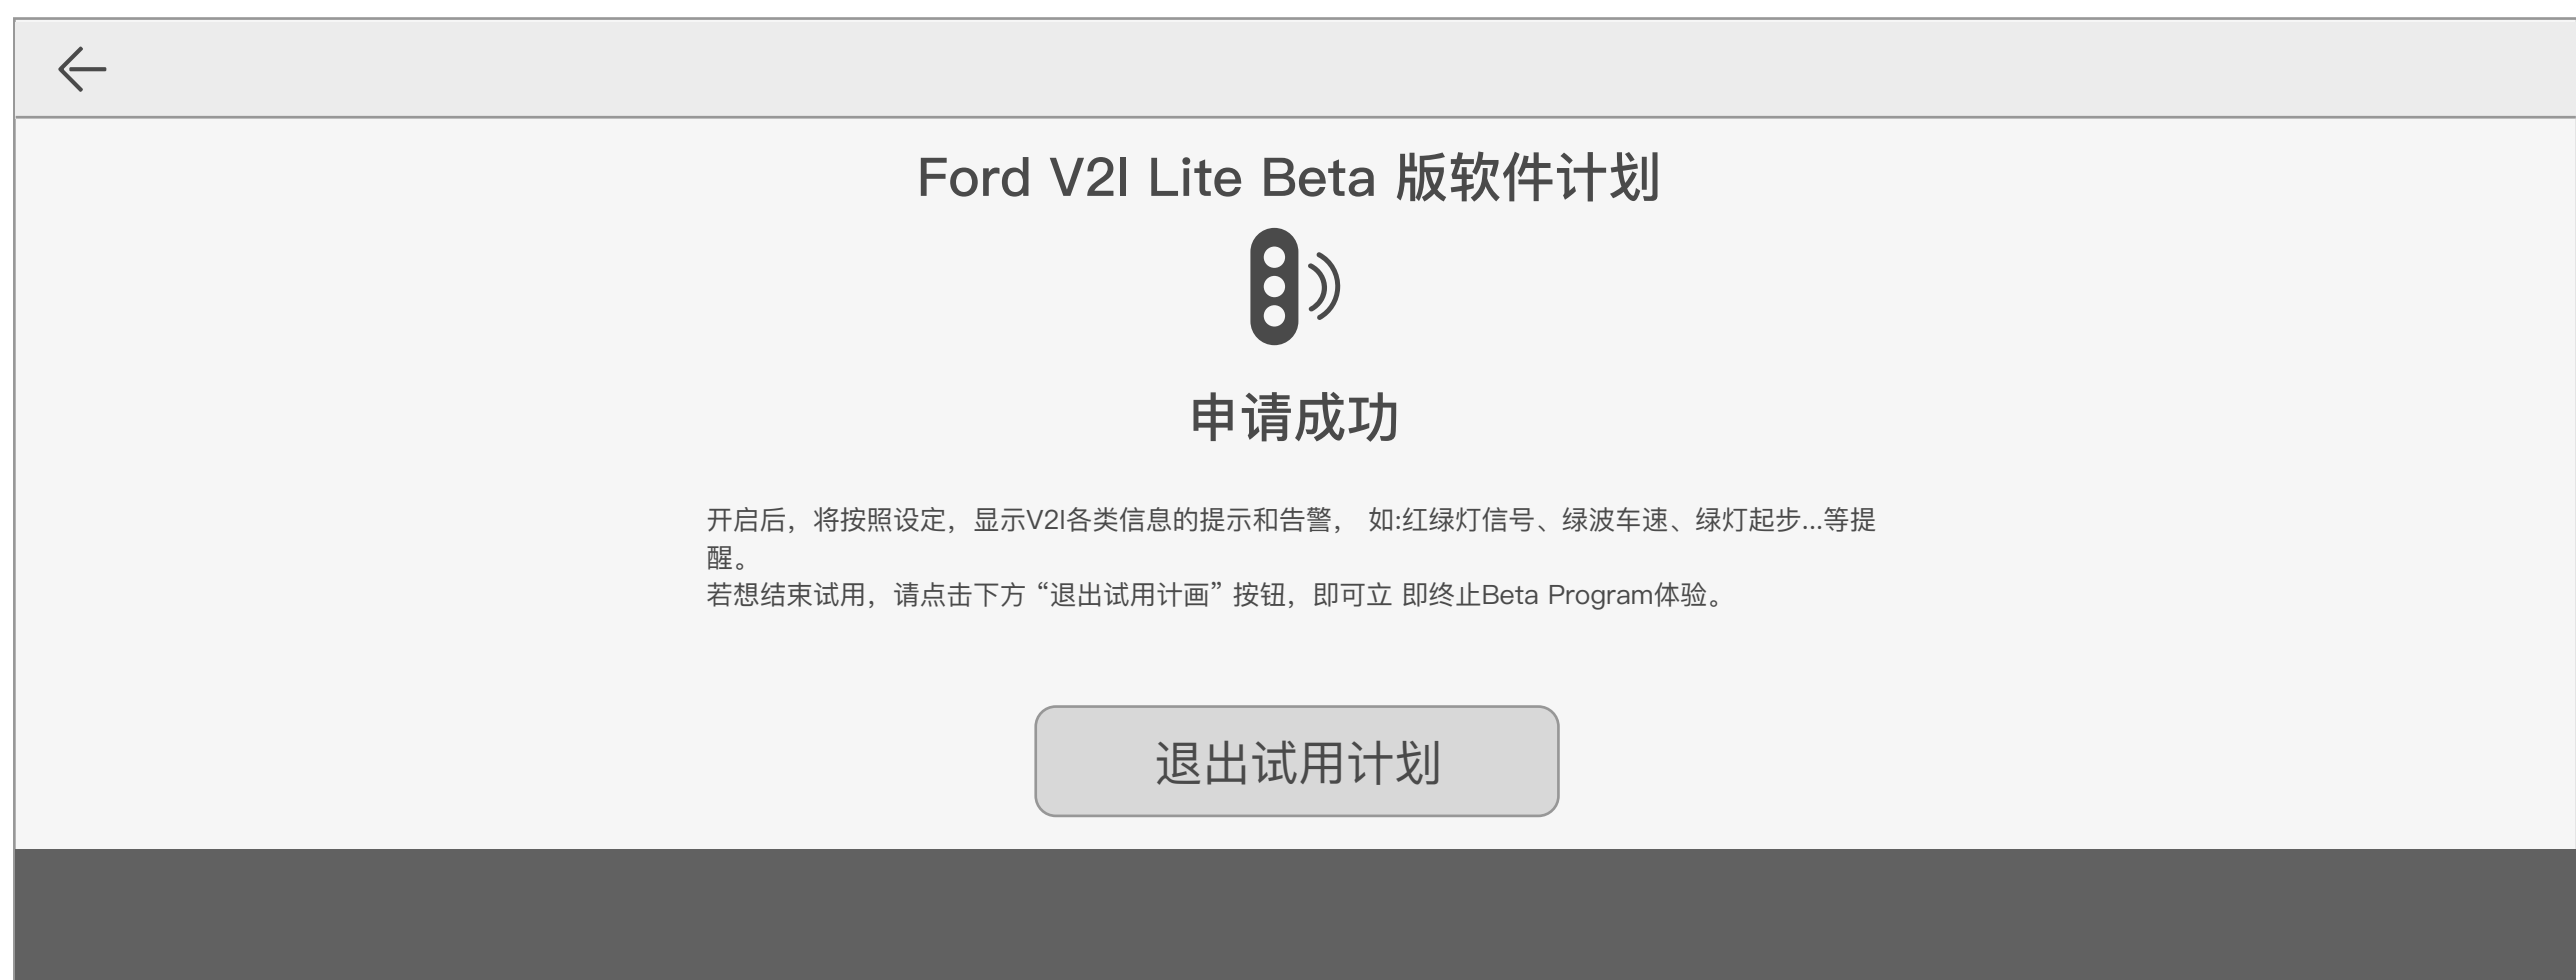 Ford V2I Lite Beta 版软件计划
申请成功
开启后，将按照设定，显示V2I各类信息的提示和告警， 如:红绿灯信号、绿波车速、绿灯起步...等提
醒。
若想结束试用，请点击下方“退出试用计画”按钮，即可立 即终止Beta Program体验。
退出试用计划